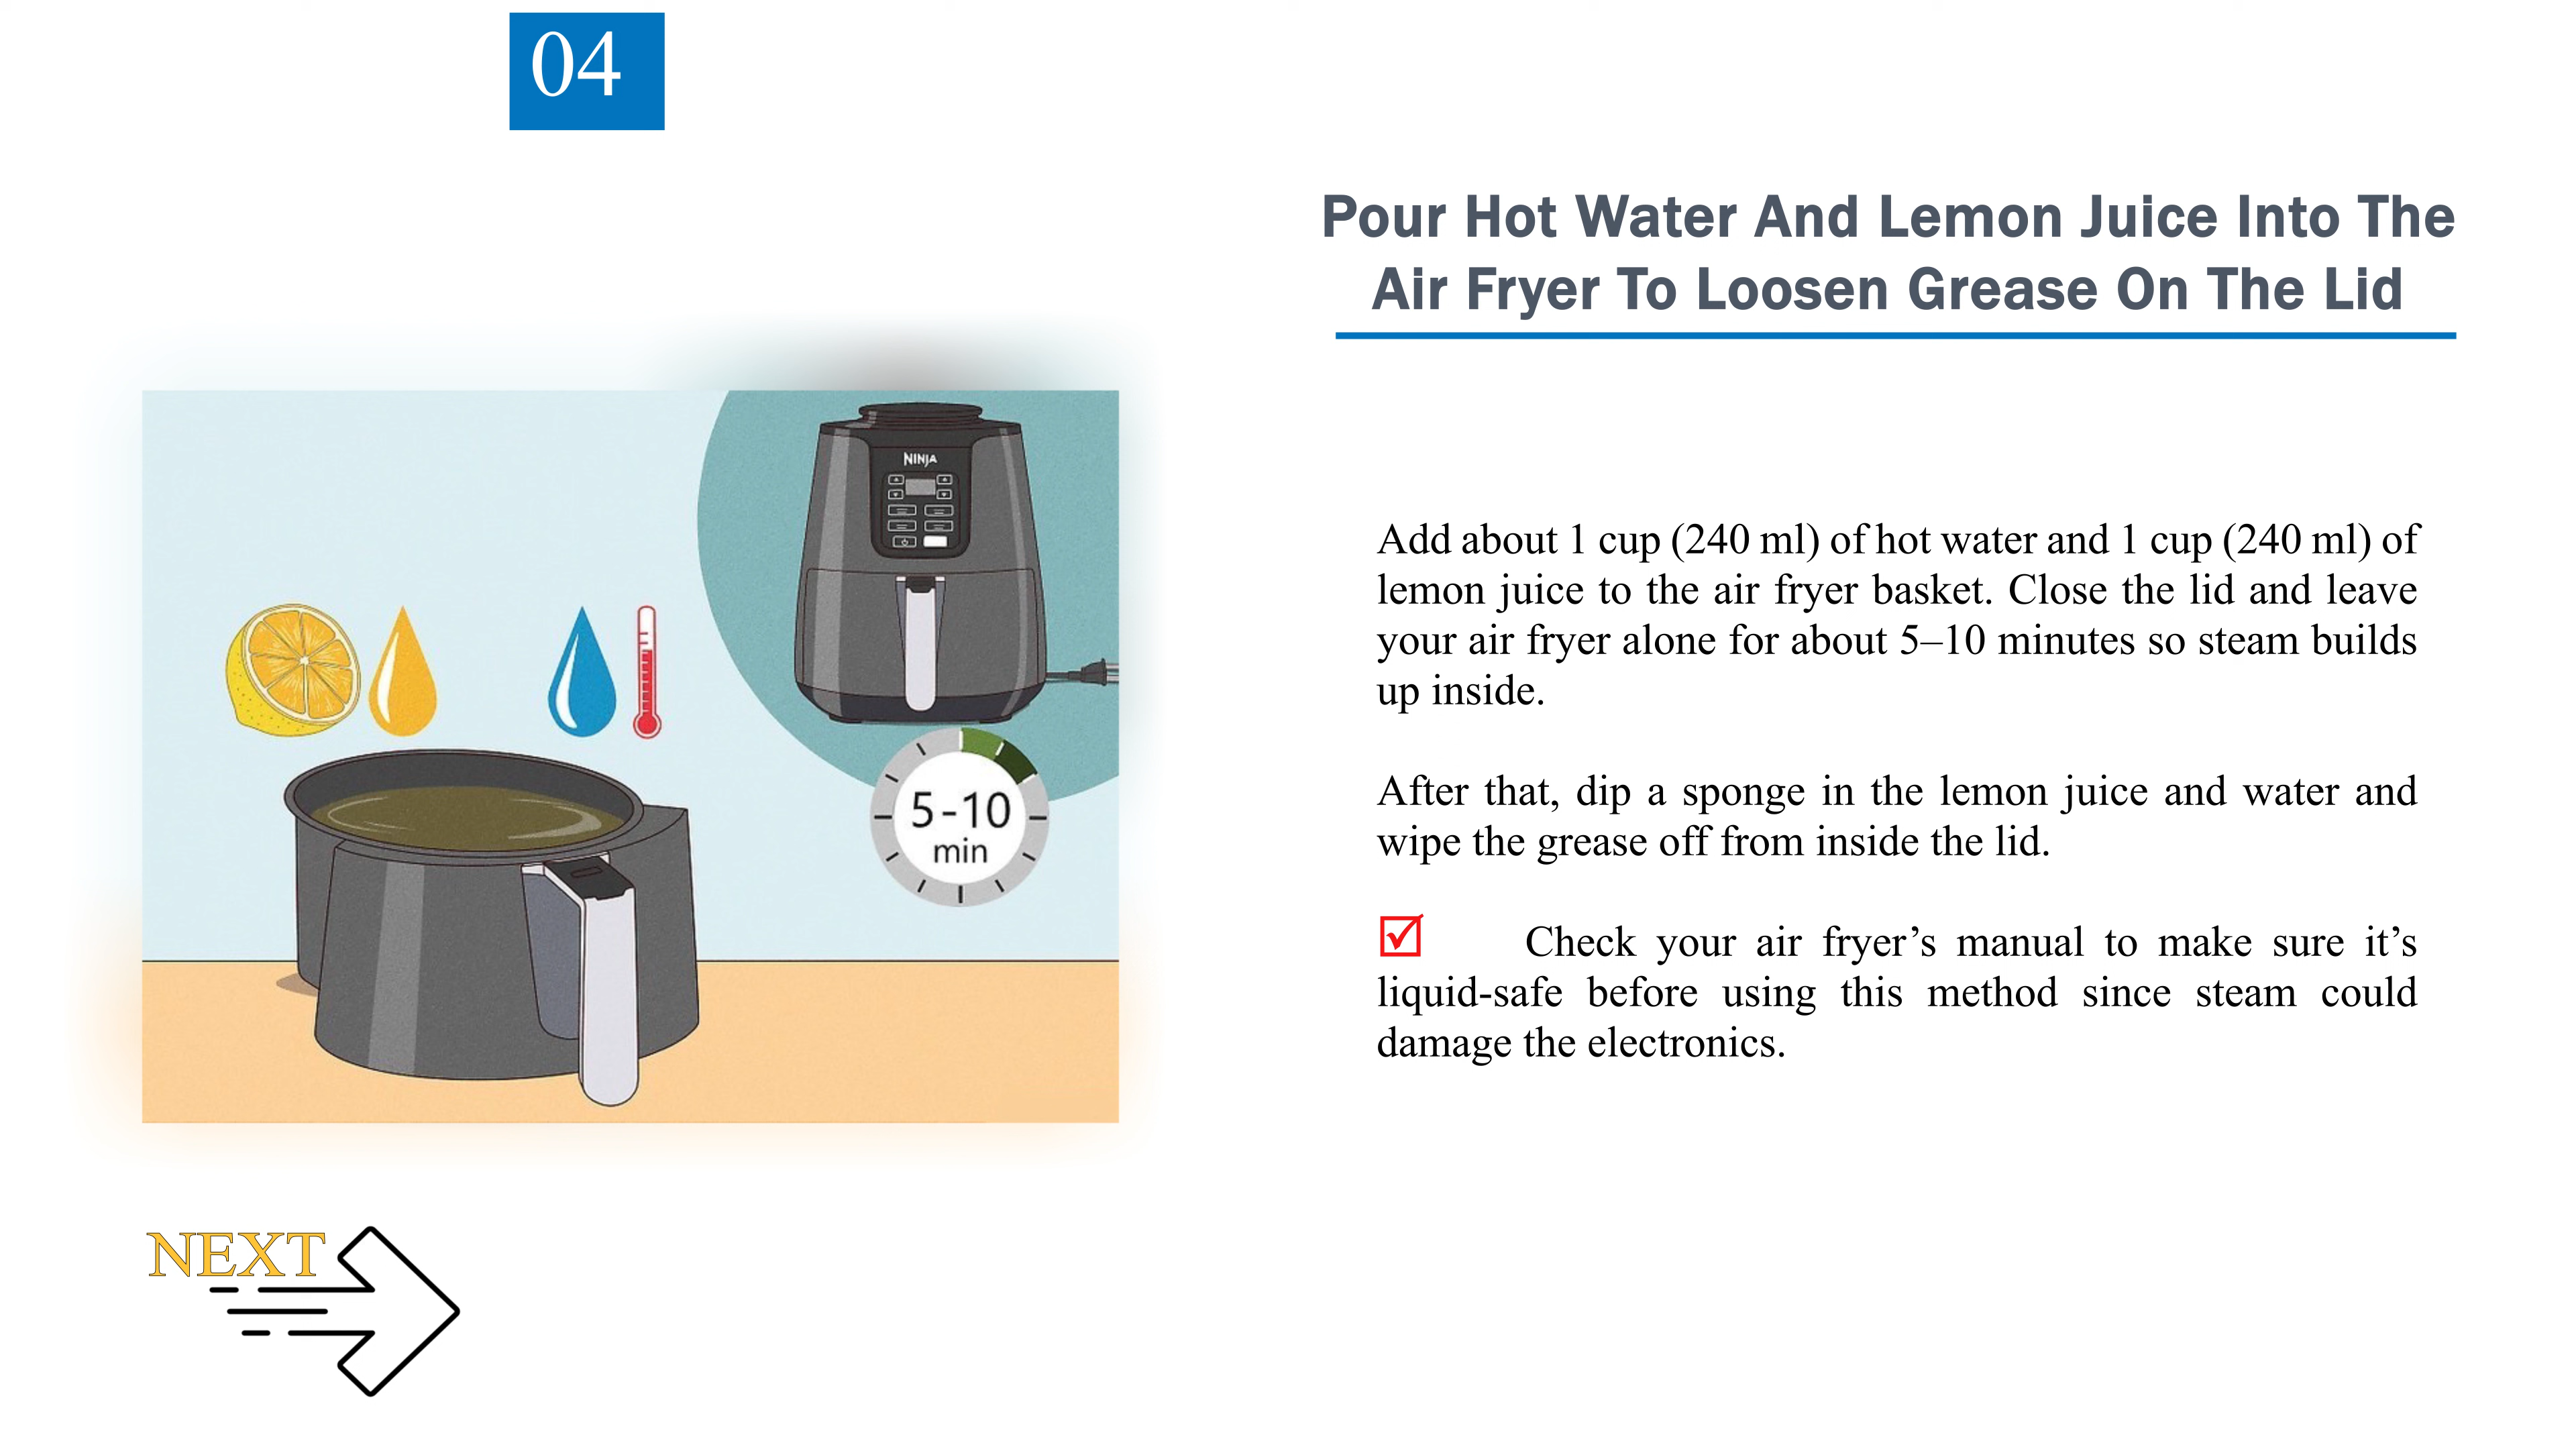 04
Pour Hot Water And Lemon Juice Into The
Air Fryer To Loosen Grease On The Lid
NINJA
5-10
min
Add about 1 cup (240 ml) of hot water and 1 cup (240 ml) of
lemon juice to the air fryer basket. Close the lid and leave
your air fryer alone for about 5–10 minutes so steam builds
up inside.
After that, dip a sponge in the lemon juice and water and
wipe the grease off from inside the lid.
Check your air fryer’s manual to make sure it’s
liquid-safe before using this method since steam could
damage the electronics.
NEXT